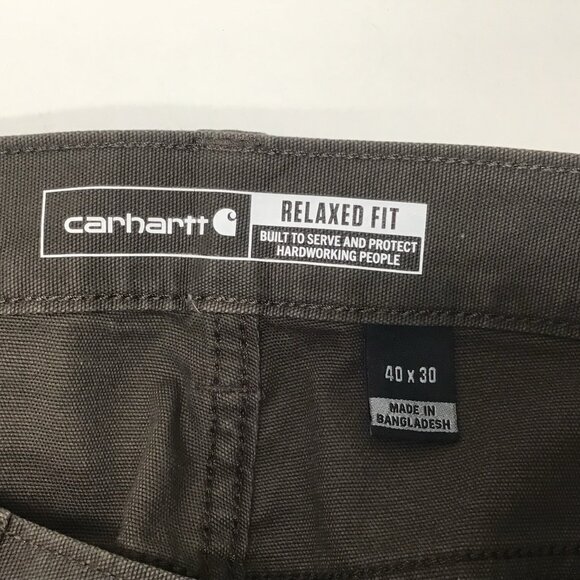 carhartt
RELAXED FIT
BUILT TO SERVE AND PROTECT
HARDWORKING PEOPLE
40 x 30
MADE IN
BANGLADESH